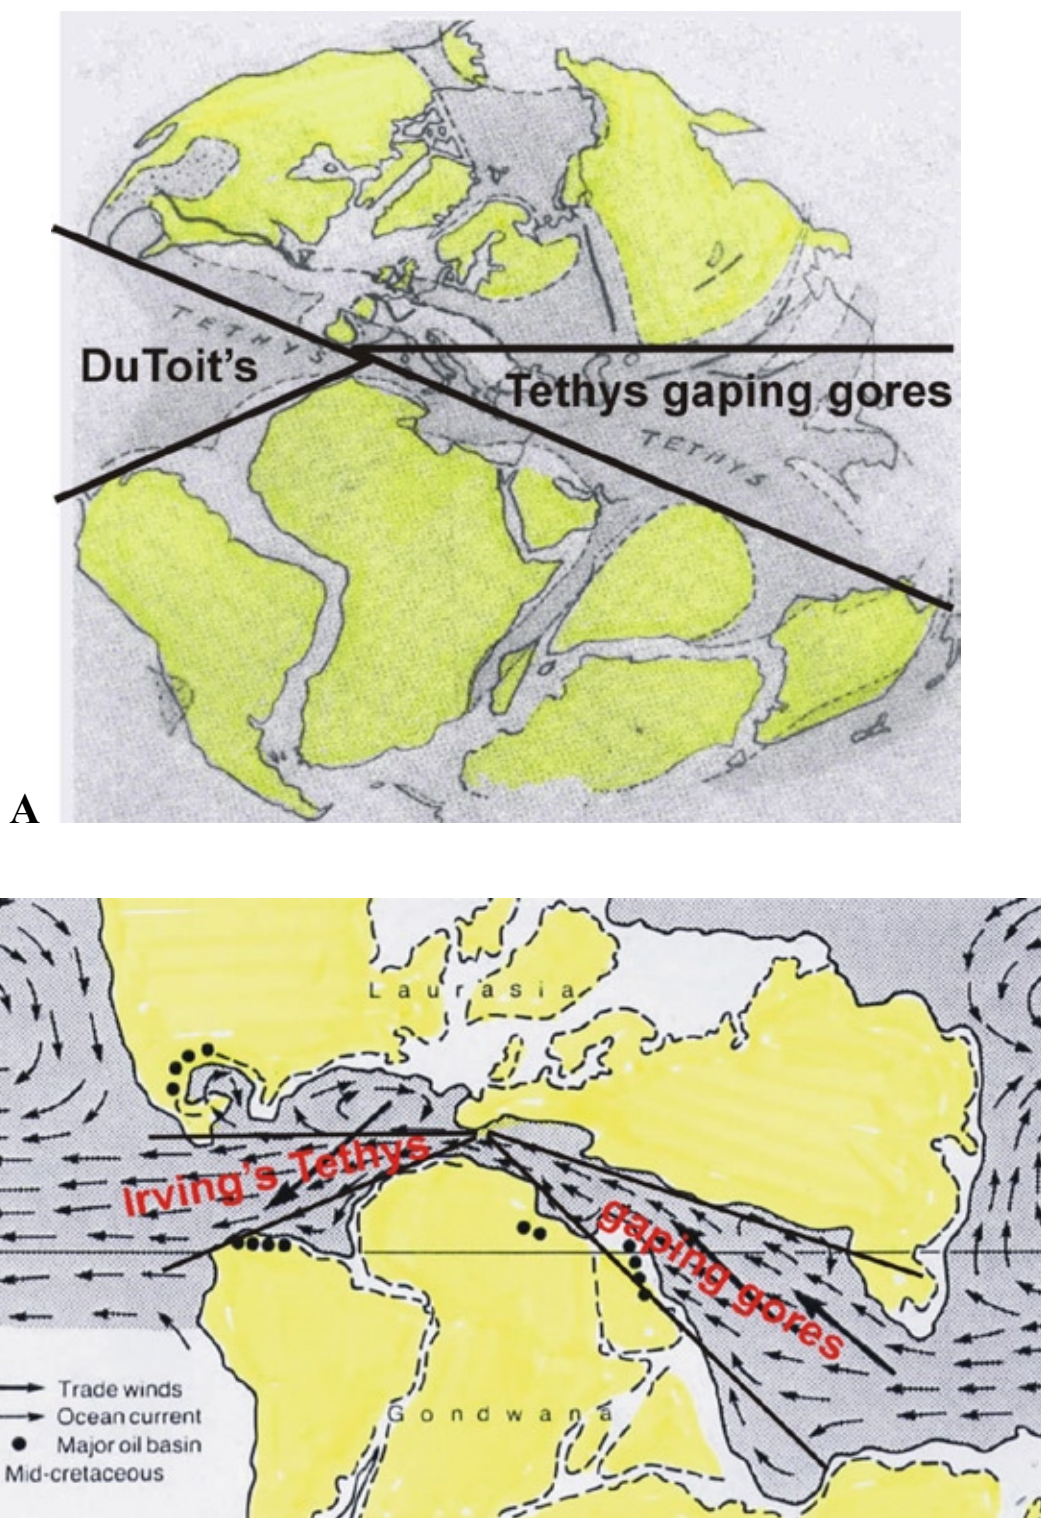 TETHYS
DuToit's
Tethys gaping gores
TETHYS
A
Laurasia
Irving's Tethys
gaping gores
Trade winds
Ocean current
Major oil basin
Mid-cretaceous
Gondwana